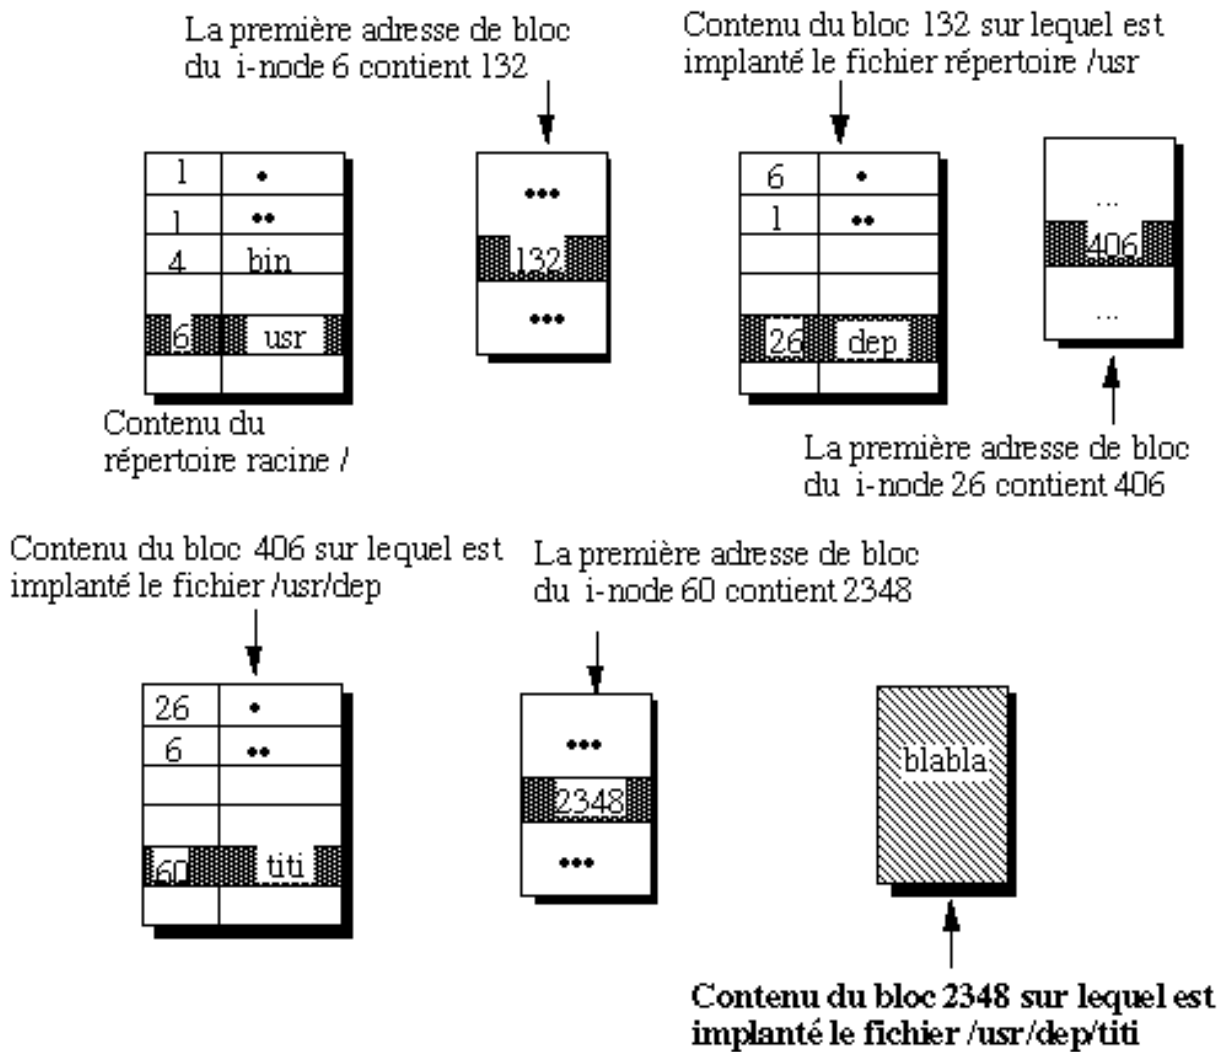 La première adresse de bloc
du i-node 6 contient 132
Contenu du bloc 132 sur lequel est
implanté le fichier répertoire /usr
1 •
1 ••
4 bin
6 usr
•••
132
•••
6 •
1 ••
26 dep
...
406
...
Contenu du
répertoire racine /
La première adresse de bloc
du i-node 26 contient 406
Contenu du bloc 406 sur lequel est
implanté le fichier /usr/dep
La première adresse de bloc
du i-node 60 contient 2348
26 •
6 ••
60 titi
•••
2348
•••
blabla
Contenu du bloc 2348 sur lequel est
implanté le fichier /usr/dep/titi